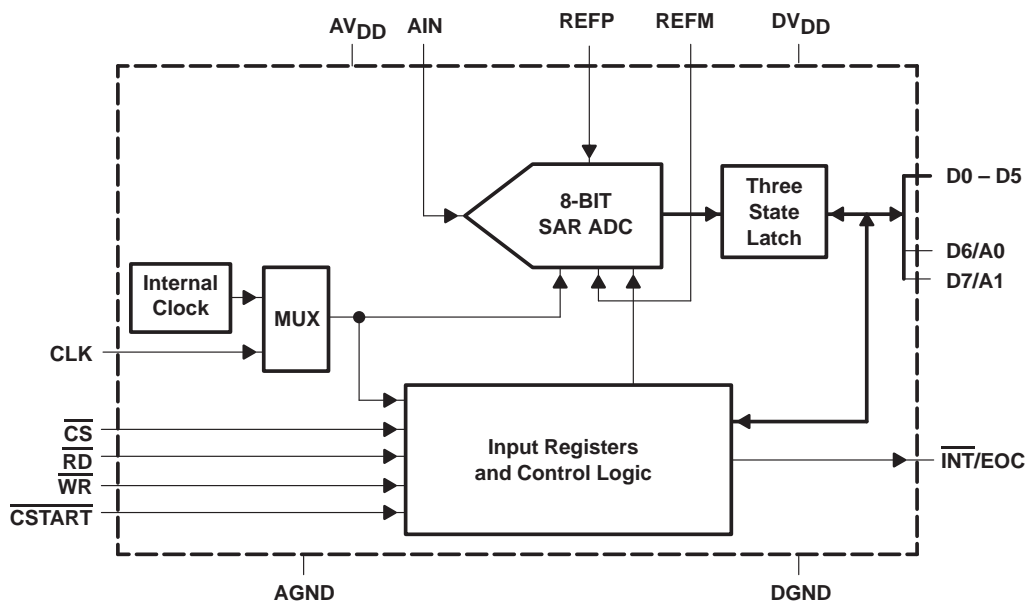 AVDD AIN REFP REFM DVDD
8-BIT
SAR ADC
Three
State
Latch
D0 – D5
D6/A0
D7/A1
Internal
Clock
MUX
CLK
CS
RD
WR
CSTART
Input Registers
and Control Logic
INT/EOC
AGND DGND